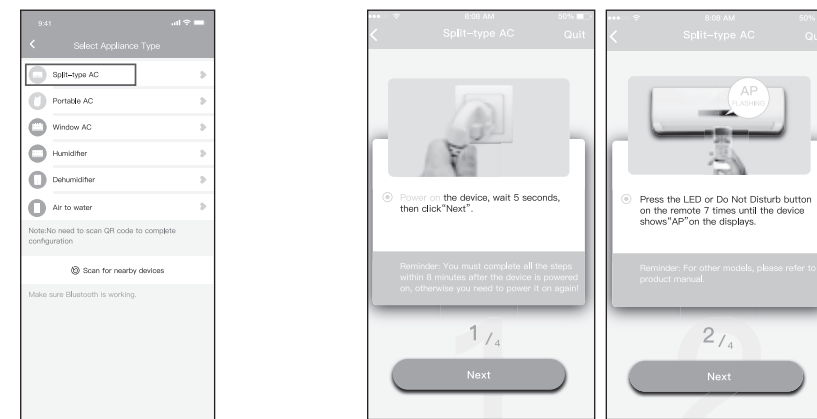 9:41
Select Appliance Type
Split-type AC
Portable AC
Window AC
Humidifier
Dehumidifier
Air to water
Note:No need to scan QR code to complete
configuration
Scan for nearby devices
Make sure Bluetooth is working.
8:08 AM 50%
Split-type AC Quit
Power on the device, wait 5 seconds,
then click“Next”.
Reminder: You must complete all the steps
within 8 minutes after the device is powered
on, otherwise you need to power it on again!
1/4
Next
8:08 AM 50%
Split-type AC
AP
FLASHING
Press the LED or Do Not Disturb button
on the remote 7 times until the device
shows“AP”on the displays.
Reminder: For other models, please refer to
product manual.
2/4
Next